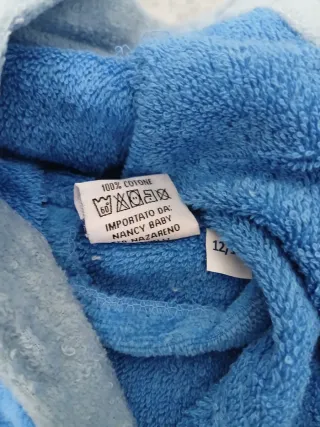 100% COTONE
60°
IMPORTATO DA:
NANCY BABY
NAZARENO
12/